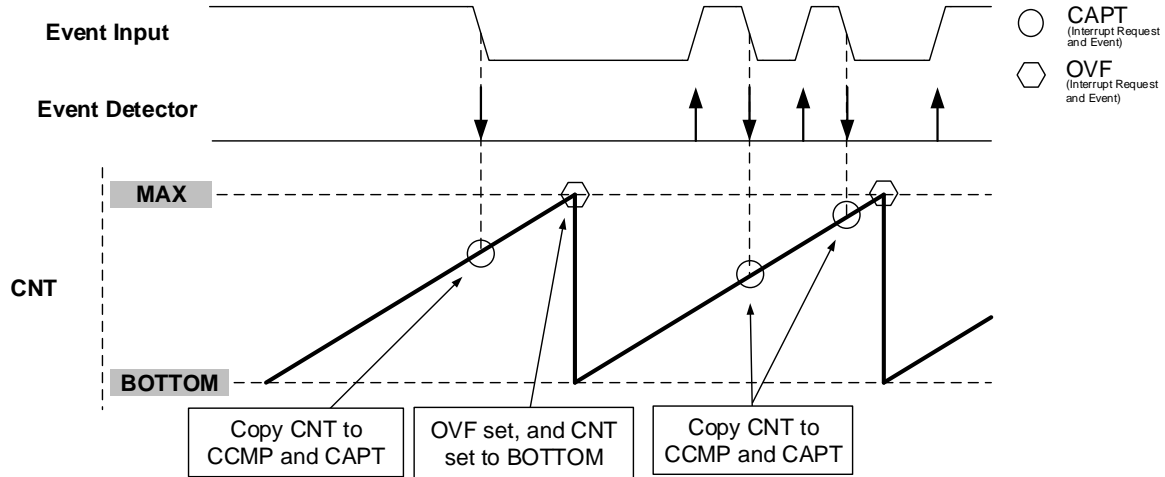 Event Input
CAPT
(Interrupt Request
and Event)
OVF
(Interrupt Request
and Event)
Event Detector
MAX
CNT
BOTTOM
Copy CNT to
CCMP and CAPT
OVF set, and CNT
set to BOTTOM
Copy CNT to
CCMP and CAPT